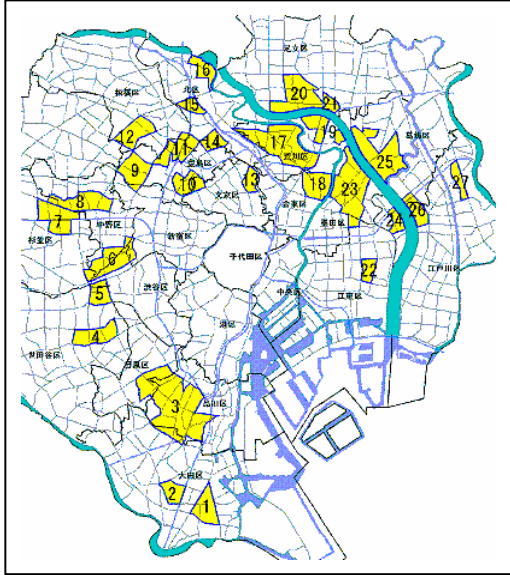 足立区
16
北区
板橋区
20
21
15
葛飾区
12
11
14
17
19
荒川区
25
9
豊島区
10
13
18
23
27
文京区
台東区
8
7
中野区
墨田区
24
26
杉並区
新宿区
千代田区
江戸川区
6
22
5
渋谷区
中央区
江東区
港区
4
世田谷区
目黒区
3
品川区
大田区
2
1